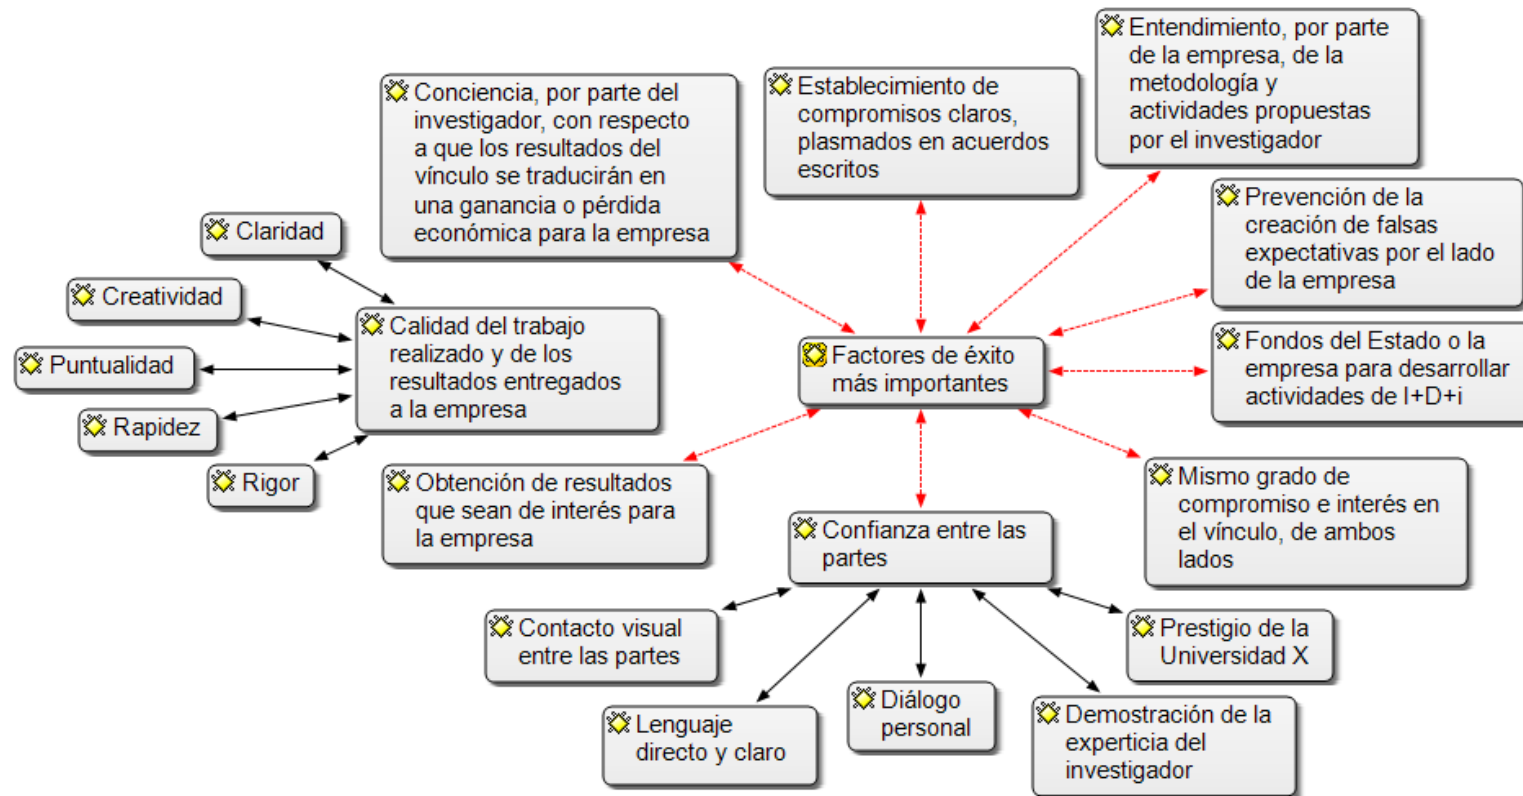 Conciencia, por parte del
investigador, con respecto
a que los resultados del
vínculo se traducirán en
una ganancia o pérdida
económica para la empresa
Establecimiento de
compromisos claros,
plasmados en acuerdos
escritos
Entendimiento, por parte
de la empresa, de la
metodología y
actividades propuestas
por el investigador
Prevención de la
creación de falsas
expectativas por el lado
de la empresa
Claridad
Creatividad
Puntualidad
Rapidez
Rigor
Calidad del trabajo
realizado y de los
resultados entregados
a la empresa
Factores de éxito
más importantes
Fondos del Estado o la
empresa para desarrollar
actividades de I+D+i
Obtención de resultados
que sean de interés para
la empresa
Mismo grado de
compromiso e interés en
el vínculo, de ambos
lados
Confianza entre las
partes
Contacto visual
entre las partes
Lenguaje
directo y claro
Diálogo
personal
Demostración de la
experticia del
investigador
Prestigio de la
Universidad X